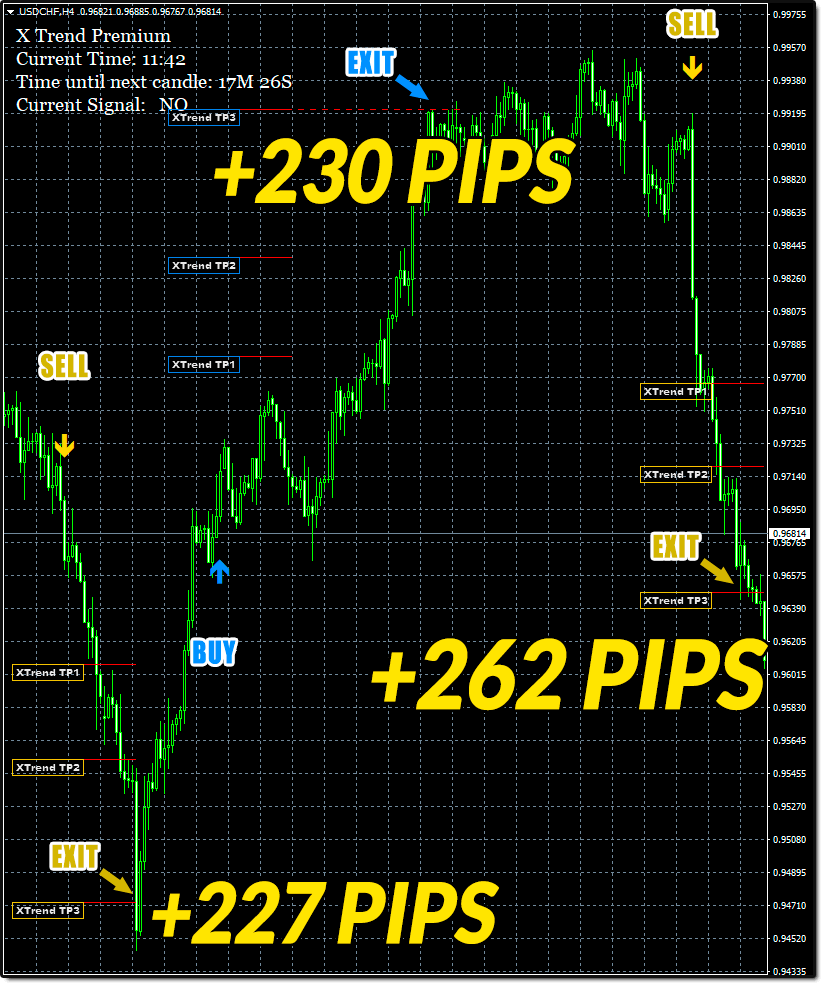 USDCHF,H4 0.96821 0.96885 0.96767 0.96814
X Trend Premium
Current Time: 11:42
Time until next candle: 17M 26S
Current Signal: NO
XTrend TP3
EXIT
SELL
+230 PIPS
XTrend TP2
SELL
XTrend TP1
XTrend TP1
XTrend TP2
EXIT
XTrend TP3
BUY
+262 PIPS
XTrend TP1
XTrend TP2
EXIT
XTrend TP3
+227 PIPS
0.99755
0.99570
0.99380
0.99195
0.99010
0.98820
0.98635
0.98445
0.98260
0.98075
0.97885
0.97700
0.97510
0.97325
0.97140
0.96950
0.96814
0.96765
0.96575
0.96390
0.96205
0.96015
0.95830
0.95645
0.95455
0.95270
0.95080
0.94895
0.94710
0.94520
0.94335